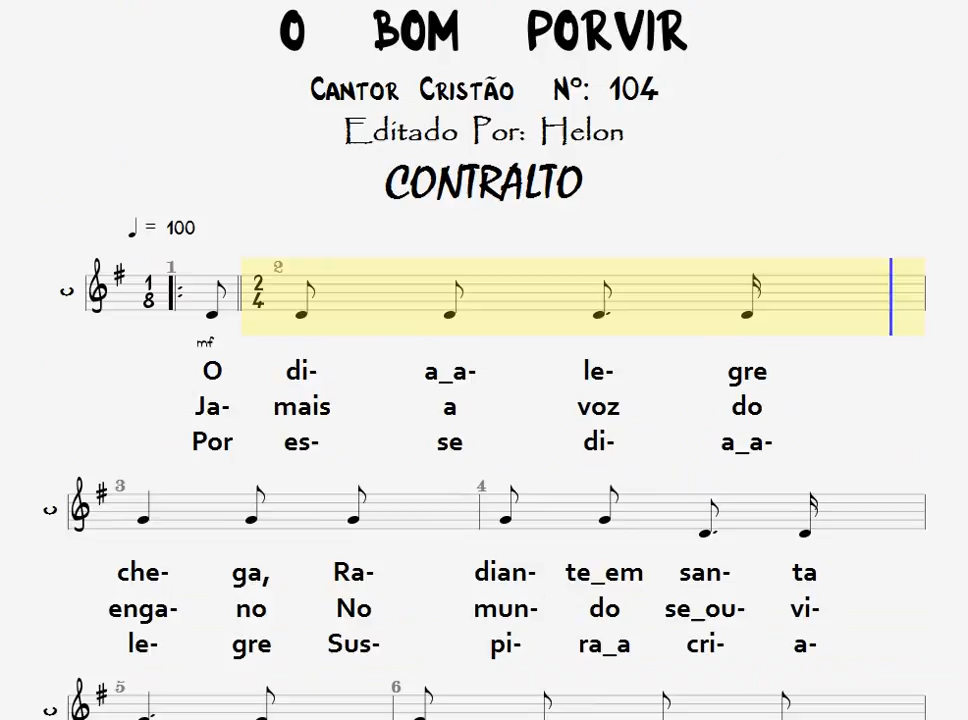 O BOM PORVIR
CANTOR CRISTÃO Nº: 104
Editado Por: Helon
CONTRALTO
= 100
C
1
1
8
mf
2
2
4
O di- a_a- le- gre
Ja- mais a voz do
Por es- se di- a_a-
C
3
4
che- ga, Ra- dian- te_em san- ta
enga- no No mun- do se_ou- vi-
le- gre Sus- pi- ra_a cri- a-
C
5
6